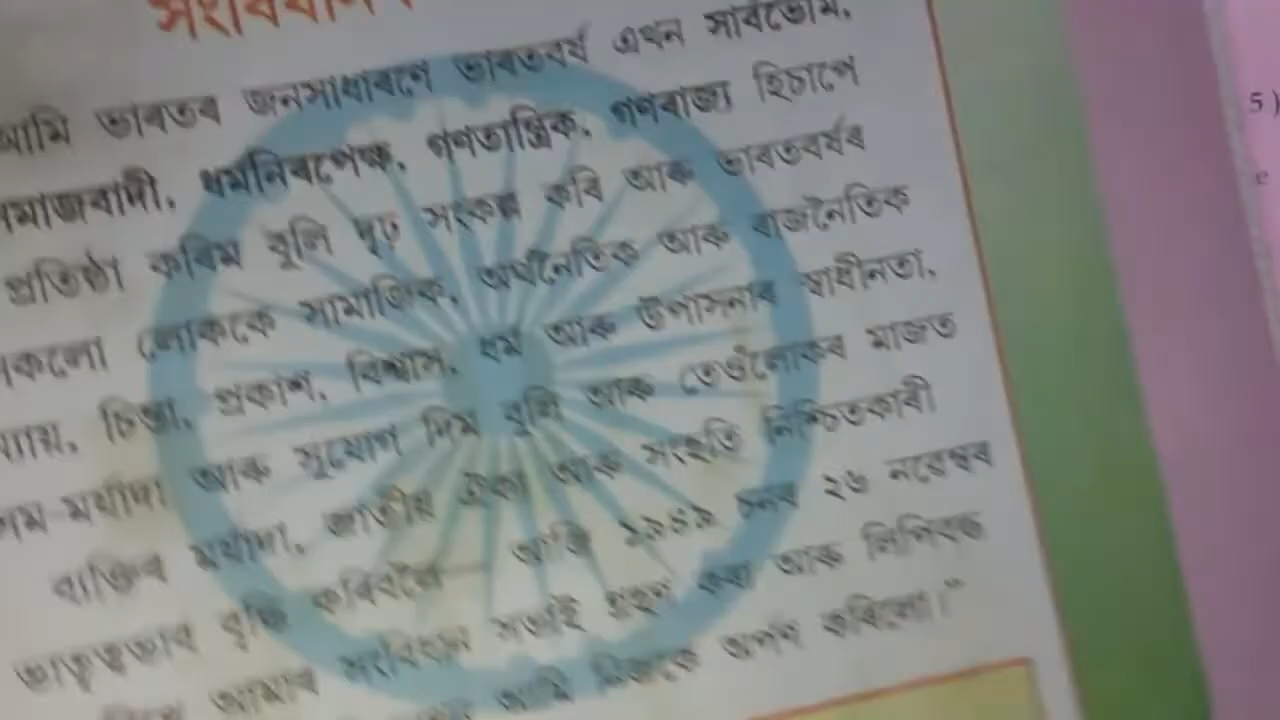 আমি ভাৰতৰ জনসাধাৰণে ভাৰতবৰ্ষ এখন সাৰ্বভৌম,
সমাজবাদী, ধৰ্মনিৰপেক্ষ, গণতান্ত্ৰিক, গণৰাজ্য হিচাপে
প্ৰতিষ্ঠা কৰিম বুলি দৃঢ় সংকল্প কৰি আৰু ভাৰতবৰ্ষৰ
লোককে সামাজিক, অৰ্থনৈতিক আৰু ৰাজনৈতিক
চিন্তা, প্ৰকাশ, বিশ্বাস, ধৰ্ম আৰু উপাসনাৰ স্বাধীনতা,
মৰ্যাদা আৰু সুযোগ দিম বুলি আৰু তেওঁলোকৰ মাজত
ব্যক্তিৰ মৰ্যাদা, জাতীয় ঐক্য আৰু সংহতি নিশ্চিতকাৰী
ভাতৃত্বভাৱ বৃদ্ধি কৰিবলৈ আজি ১৯৪৯ চনৰ ২৬ নৱেম্বৰ
আমাৰ সংবিধান সভাই গ্ৰহণ কৰা আৰু লিপিবদ্ধ
আমি নিজকে অৰ্পণ কৰিলো।"
5)
e